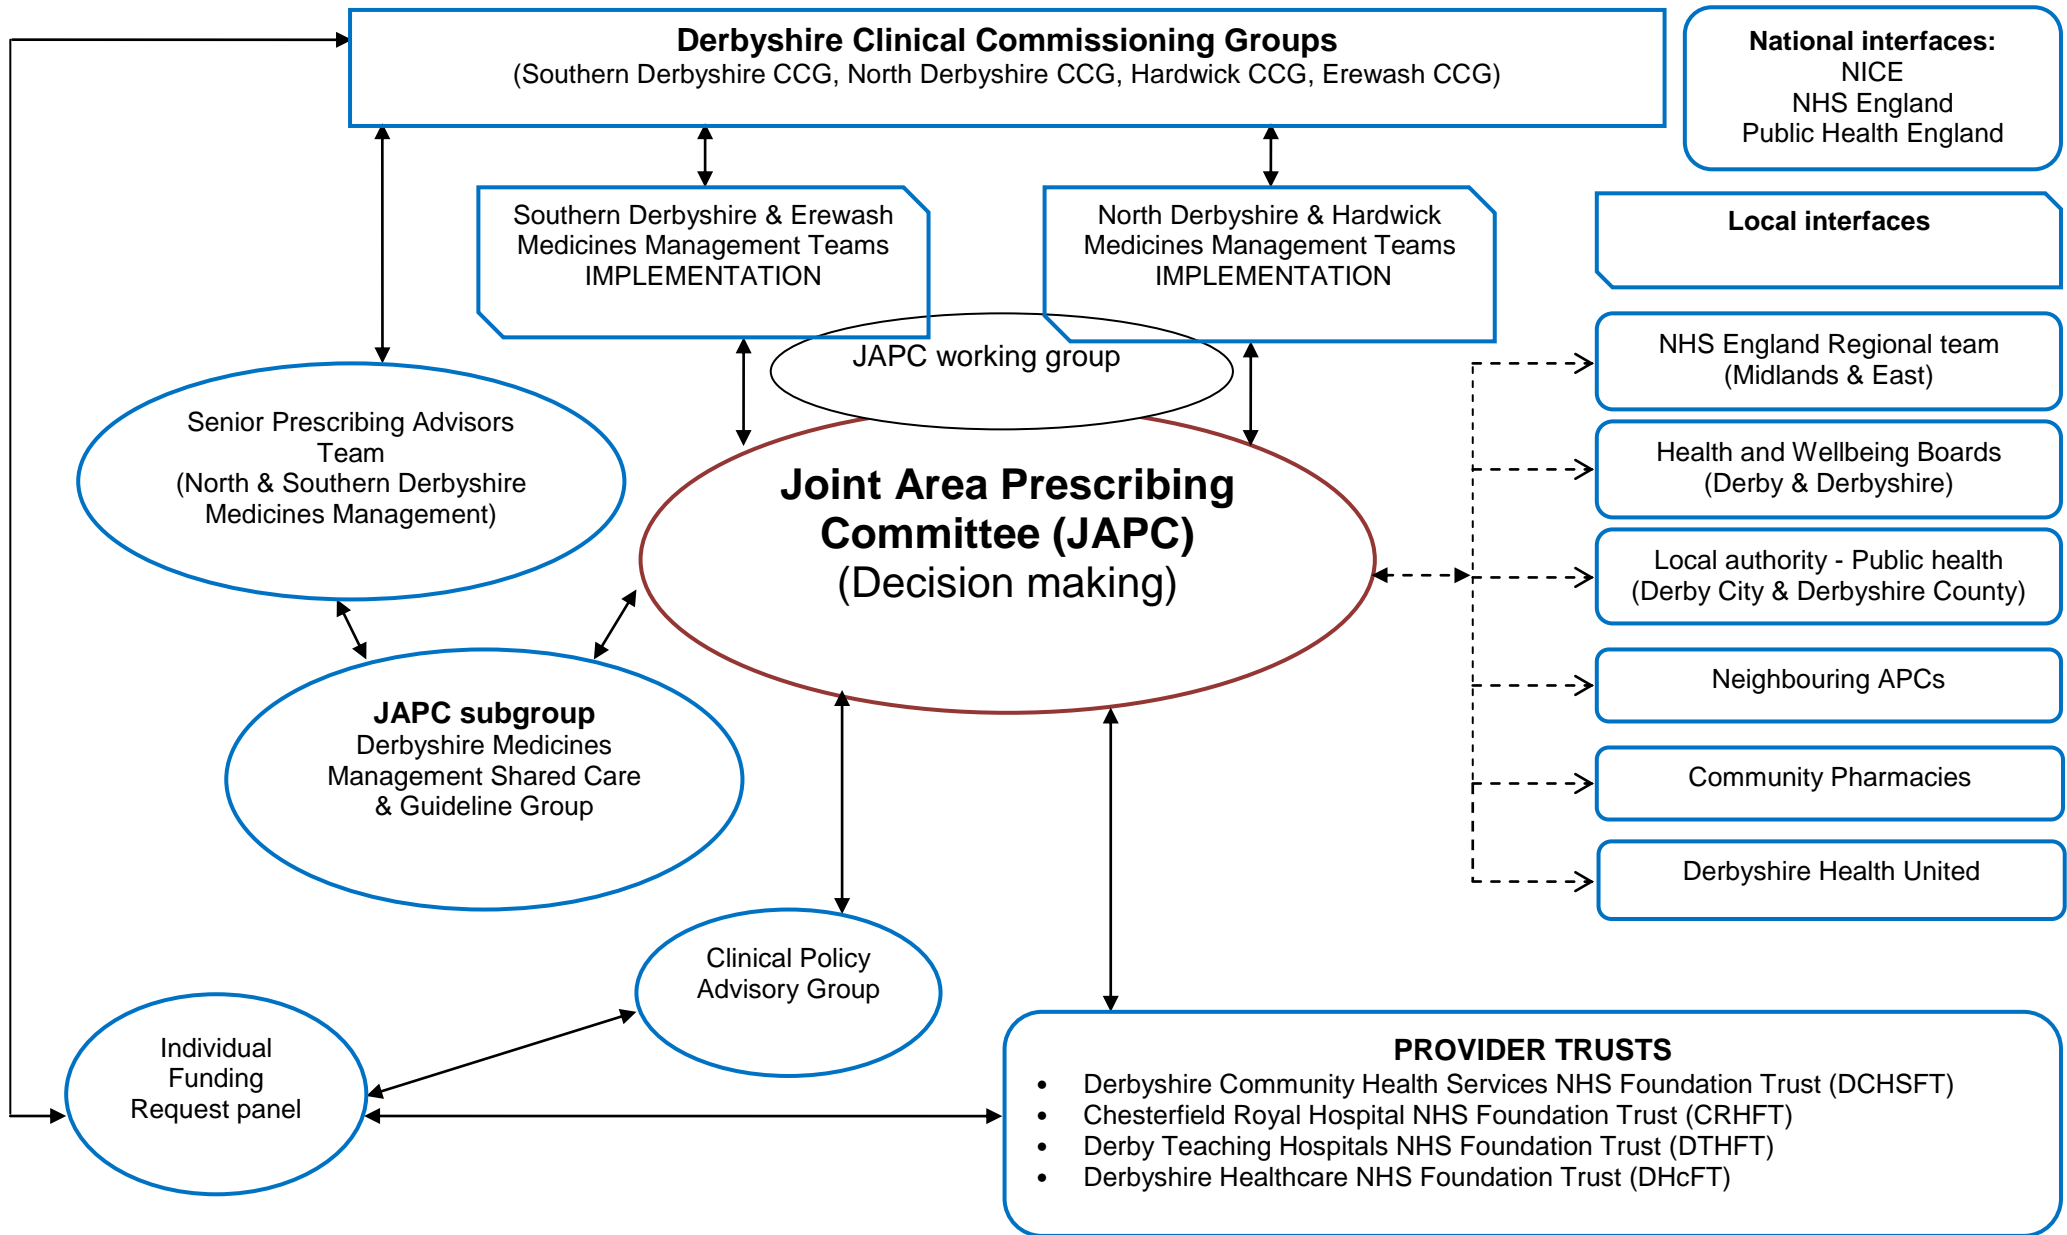 Derbyshire Clinical Commissioning Groups
(Southern Derbyshire CCG, North Derbyshire CCG, Hardwick CCG, Erewash CCG)
National interfaces:
NICE
NHS England
Public Health England
Southern Derbyshire & Erewash
Medicines Management Teams
IMPLEMENTATION
North Derbyshire & Hardwick
Medicines Management Teams
IMPLEMENTATION
Local interfaces
JAPC working group
NHS England Regional team
(Midlands & East)
Senior Prescribing Advisors
Team
(North & Southern Derbyshire
Medicines Management)
Joint Area Prescribing
Committee (JAPC)
(Decision making)
Health and Wellbeing Boards
(Derby & Derbyshire)
Local authority - Public health
(Derby City & Derbyshire County)
Neighbouring APCs
JAPC subgroup
Derbyshire Medicines
Management Shared Care
& Guideline Group
Community Pharmacies
Derbyshire Health United
Clinical Policy
Advisory Group
Individual
Funding
Request panel
PROVIDER TRUSTS
• Derbyshire Community Health Services NHS Foundation Trust (DCHSFT)
• Chesterfield Royal Hospital NHS Foundation Trust (CRHFT)
• Derby Teaching Hospitals NHS Foundation Trust (DTHFT)
• Derbyshire Healthcare NHS Foundation Trust (DHcFT)